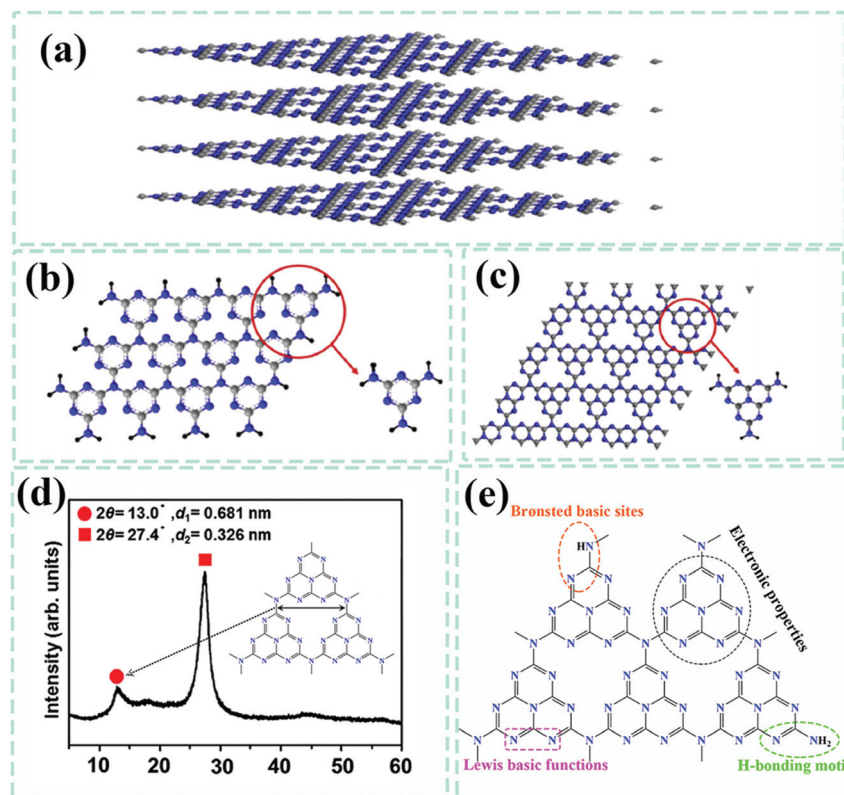 (a)
(b)
(c)
(d)
2θ= 13.0˚ ,d₁= 0.681 nm
2θ= 27.4˚ ,d₂= 0.326 nm
Intensity (arb. units)
N N N N N N N
10 20 30 40 50 60
(e)
Brønsted basic sites
HN
N
Electronic properties
NH₂
Lewis basic functions
H-bonding moti